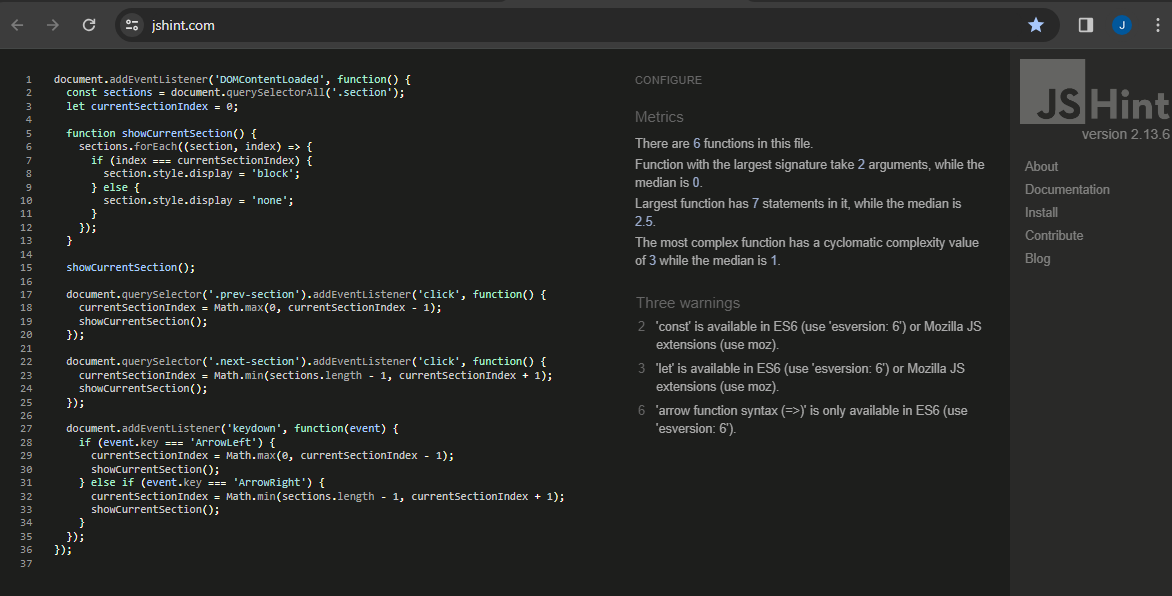 jshint.com
J
1 document.addEventListener('DOMContentLoaded', function() {
2 const sections = document.querySelectorAll('.section');
3 let currentSectionIndex = 0;
4
5 function showCurrentSection() {
6 sections.forEach((section, index) => {
7 if (index === currentSectionIndex) {
8 section.style.display = 'block';
9 } else {
10 section.style.display = 'none';
11 }
12 });
13 }
14
15 showCurrentSection();
16
17 document.querySelector('.prev-section').addEventListener('click', function() {
18 currentSectionIndex = Math.max(0, currentSectionIndex - 1);
19 showCurrentSection();
20 });
21
22 document.querySelector('.next-section').addEventListener('click', function() {
23 currentSectionIndex = Math.min(sections.length - 1, currentSectionIndex + 1);
24 showCurrentSection();
25 });
26
27 document.addEventListener('keydown', function(event) {
28 if (event.key === 'ArrowLeft') {
29 currentSectionIndex = Math.max(0, currentSectionIndex - 1);
30 showCurrentSection();
31 } else if (event.key === 'ArrowRight') {
32 currentSectionIndex = Math.min(sections.length - 1, currentSectionIndex + 1);
33 showCurrentSection();
34 }
35 });
36 });
37
CONFIGURE
Metrics
There are 6 functions in this file.
Function with the largest signature take 2 arguments, while the
median is 0.
Largest function has 7 statements in it, while the median is
2.5.
The most complex function has a cyclomatic complexity value
of 3 while the median is 1.
Three warnings
2 'const' is available in ES6 (use 'esversion: 6') or Mozilla JS
extensions (use moz).
3 'let' is available in ES6 (use 'esversion: 6') or Mozilla JS
extensions (use moz).
6 'arrow function syntax (=>)' is only available in ES6 (use
'esversion: 6').
JSHint
version 2.13.6
About
Documentation
Install
Contribute
Blog